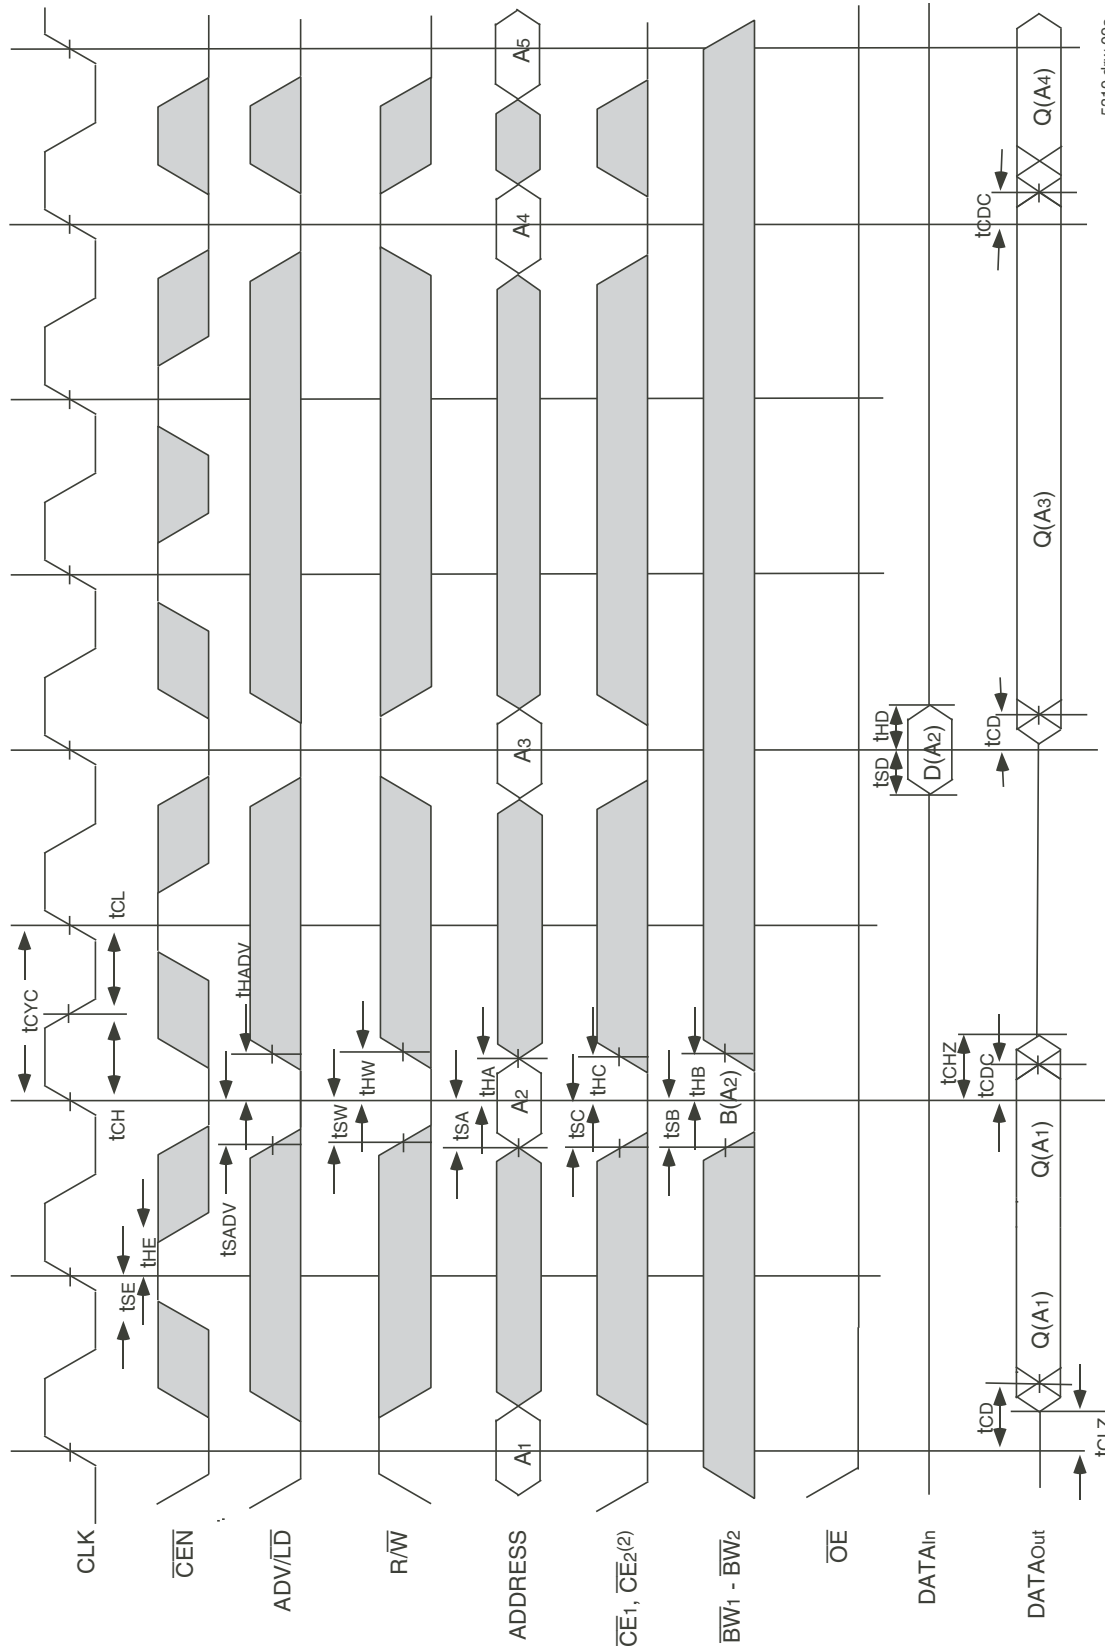 tCYC
CLK
tCH
tCL
tSE
tHE
CEN
tSADV
tHADV
ADV/LD
tSW
tHW
R/W
tSA
tHA
ADDRESS
A1
A2
A3
A4
A5
tSC
tHC
CE1, CE2(2)
tSB
tHB
BW1 - BW2
B(A2)
OE
tSD
tHD
DATAIn
D(A2)
tCHZ
tCD
tCDC
tCD
tCDC
DATAOut
Q(A1)
Q(A1)
Q(A3)
Q(A4)
tCLZ